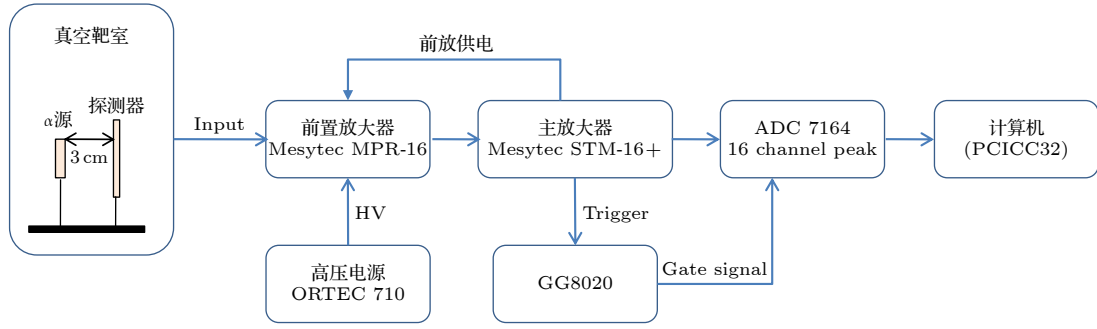 真空靶室
α源
探测器
3 cm
Input
前置放大器
Mesytec MPR-16
前放供电
主放大器
Mesytec STM-16+
ADC 7164
16 channel peak
计算机
(PCICC32)
HV
Trigger
高压电源
ORTEC 710
GG8020
Gate signal